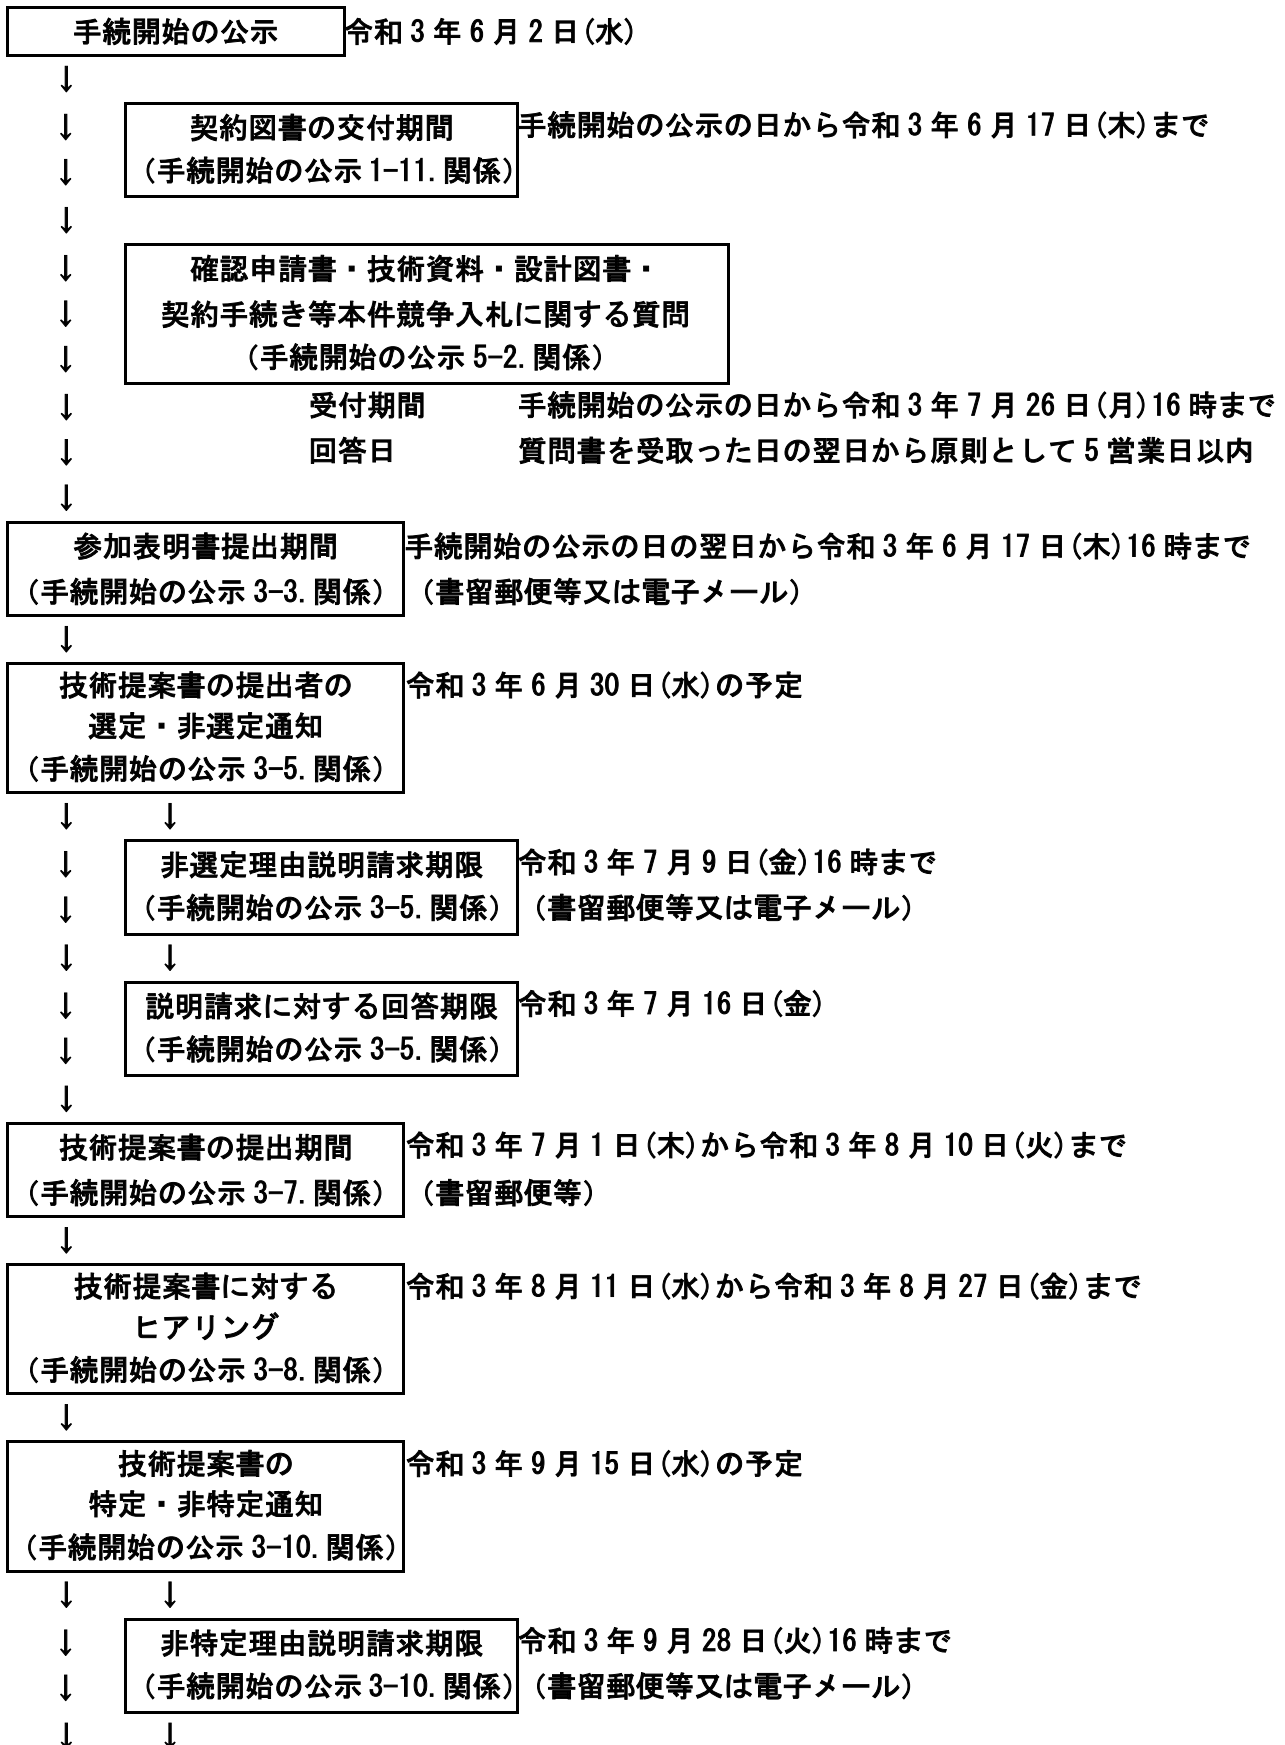 手続開始の公示 令和3年6月2日(水)
↓
↓ 契約図書の交付期間 手続開始の公示の日から令和3年6月17日(木)まで
↓ (手続開始の公示1-11.関係)
↓
↓ 確認申請書・技術資料・設計図書・
↓ 契約手続き等本件競争入札に関する質問
↓ (手続開始の公示5-2.関係)
↓ 受付期間 手続開始の公示の日から令和3年7月26日(月)16時まで
↓ 回答日 質問書を受取った日の翌日から原則として5営業日以内
↓
参加表明書提出期間 手続開始の公示の日の翌日から令和3年6月17日(木)16時まで
(手続開始の公示3-3.関係) (書留郵便等又は電子メール)
↓
技術提案書の提出者の 令和3年6月30日(水)の予定
選定・非選定通知
(手続開始の公示3-5.関係)
↓ ↓
↓ 非選定理由説明請求期限 令和3年7月9日(金)16時まで
↓ (手続開始の公示3-5.関係) (書留郵便等又は電子メール)
↓ ↓
↓ 説明請求に対する回答期限 令和3年7月16日(金)
↓ (手続開始の公示3-5.関係)
↓
技術提案書の提出期間 令和3年7月1日(木)から令和3年8月10日(火)まで
(手続開始の公示3-7.関係) (書留郵便等)
↓
技術提案書に対する 令和3年8月11日(水)から令和3年8月27日(金)まで
ヒアリング
(手続開始の公示3-8.関係)
↓
技術提案書の 令和3年9月15日(水)の予定
特定・非特定通知
(手続開始の公示3-10.関係)
↓ ↓
↓ 非特定理由説明請求期限 令和3年9月28日(火)16時まで
↓ (手続開始の公示3-10.関係) (書留郵便等又は電子メール)
↓ ↓